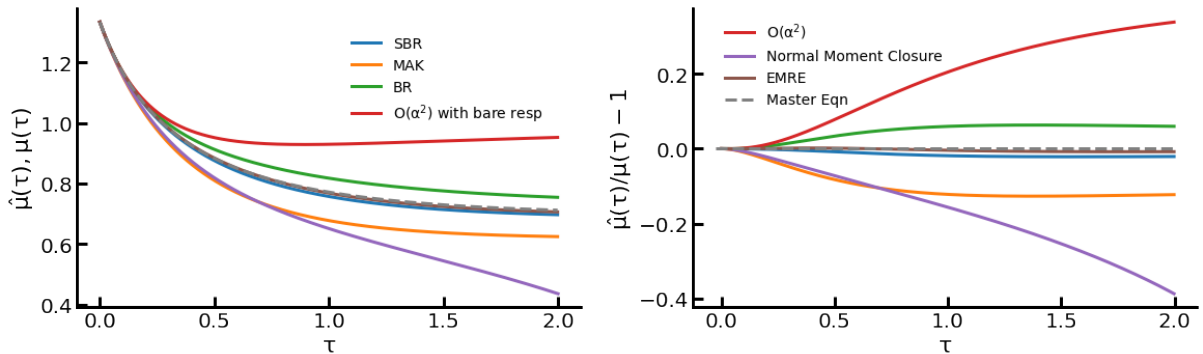 μ̂(τ), μ(τ)
1.2
1.0
0.8
0.6
0.4
0.0
0.5
1.0
1.5
2.0
τ
SBR
MAK
BR
O(α²) with bare resp
μ̂(τ)/μ(τ) − 1
0.2
0.0
−0.2
−0.4
0.0
0.5
1.0
1.5
2.0
τ
O(α²)
Normal Moment Closure
EMRE
Master Eqn